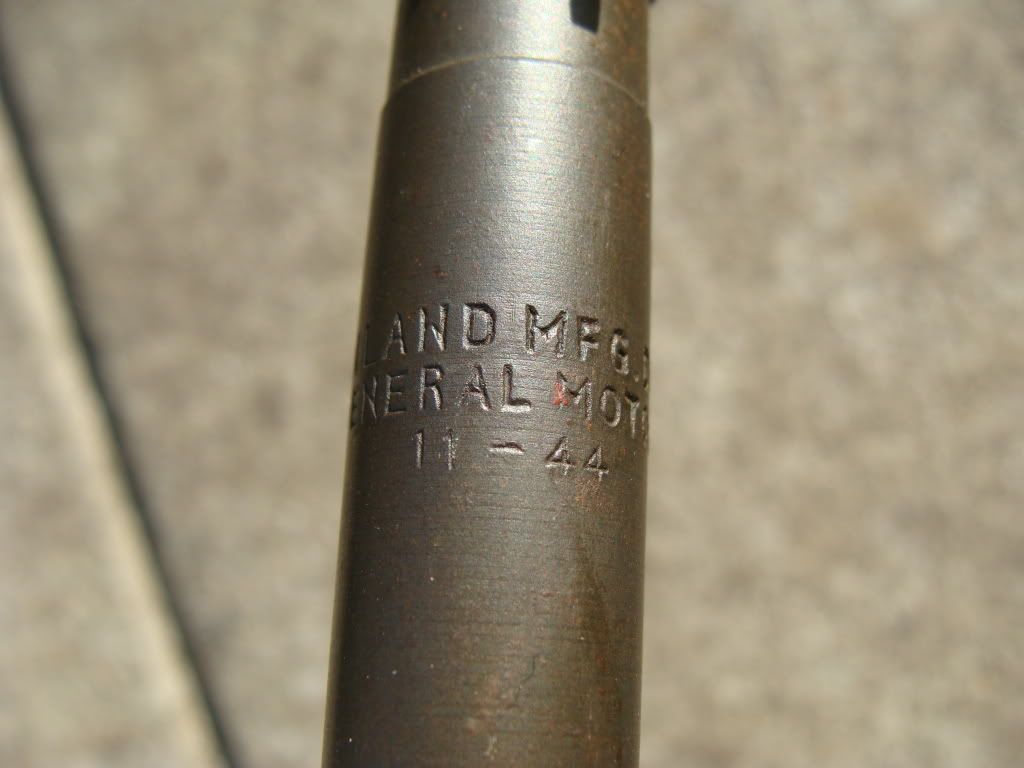 LAND MFG.
ENERAL MOT
11 - 44